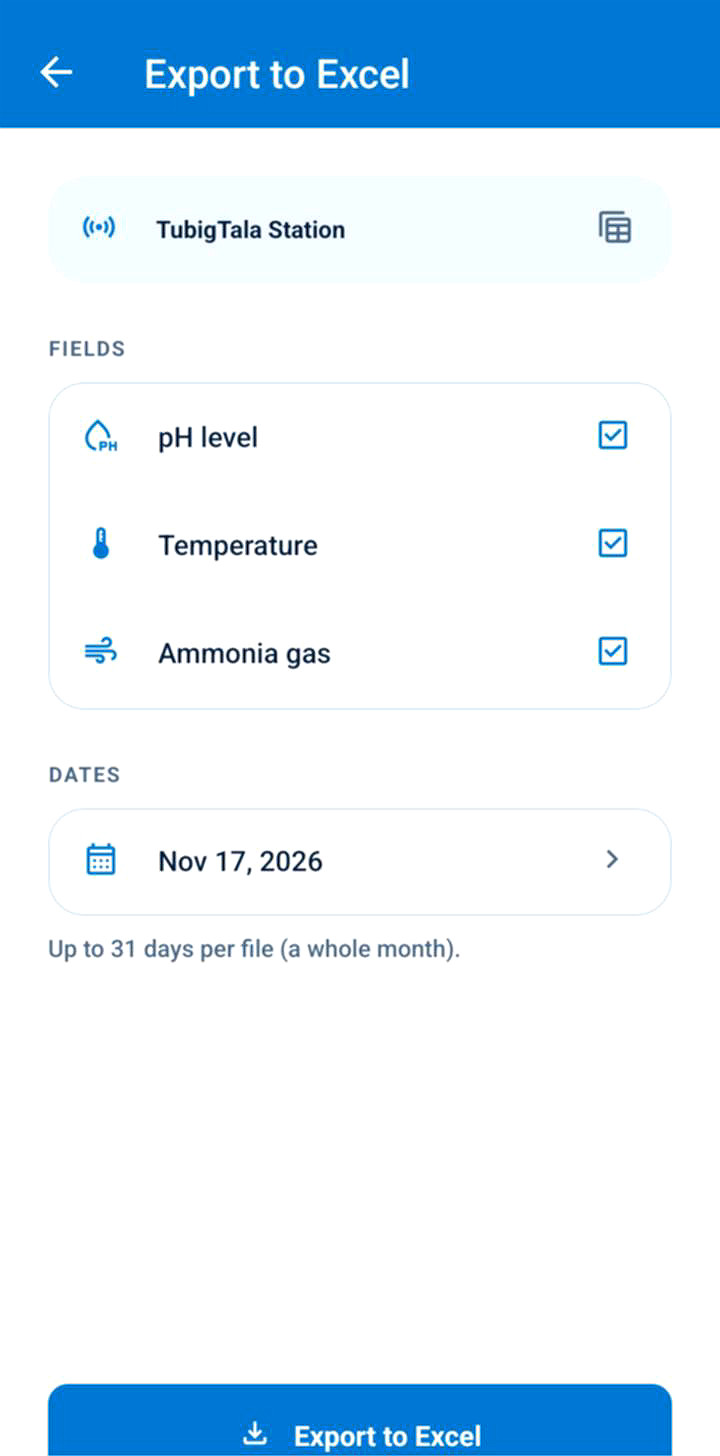 Export to Excel
TubigTala Station
FIELDS
PH
pH level
Temperature
Ammonia gas
DATES
Nov 17, 2026
Up to 31 days per file (a whole month).
Export to Excel